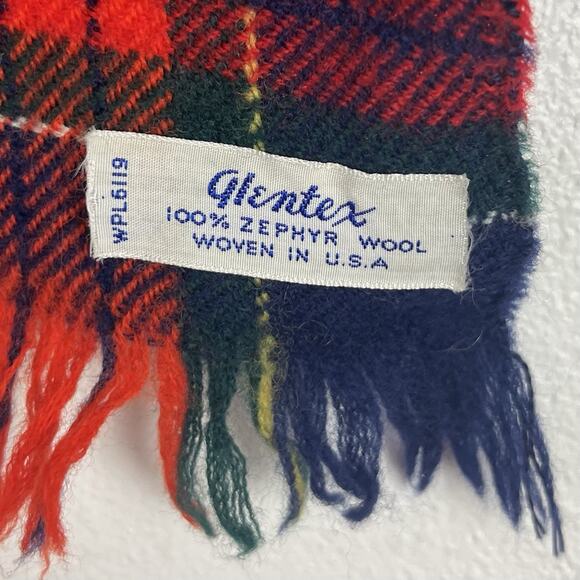 WPL6119
Glentex
100% ZEPHYR WOOL
WOVEN IN U.S.A